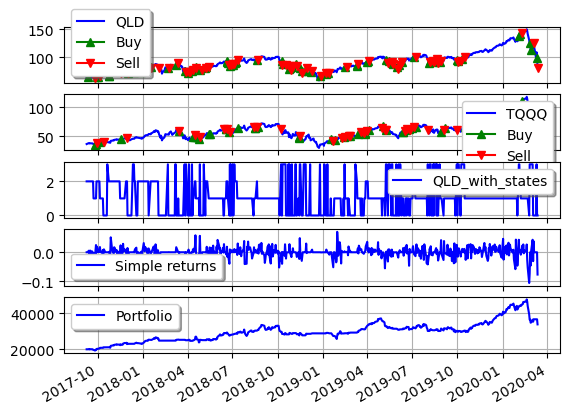 QLD
Buy
Sell
150
100
TQQQ
Buy
Sell
100
50
QLD_with_states
2
0
Simple returns
0.0
−0.1
Portfolio
40000
20000
2017-10
2018-01
2018-04
2018-07
2018-10
2019-01
2019-04
2019-07
2019-10
2020-01
2020-04